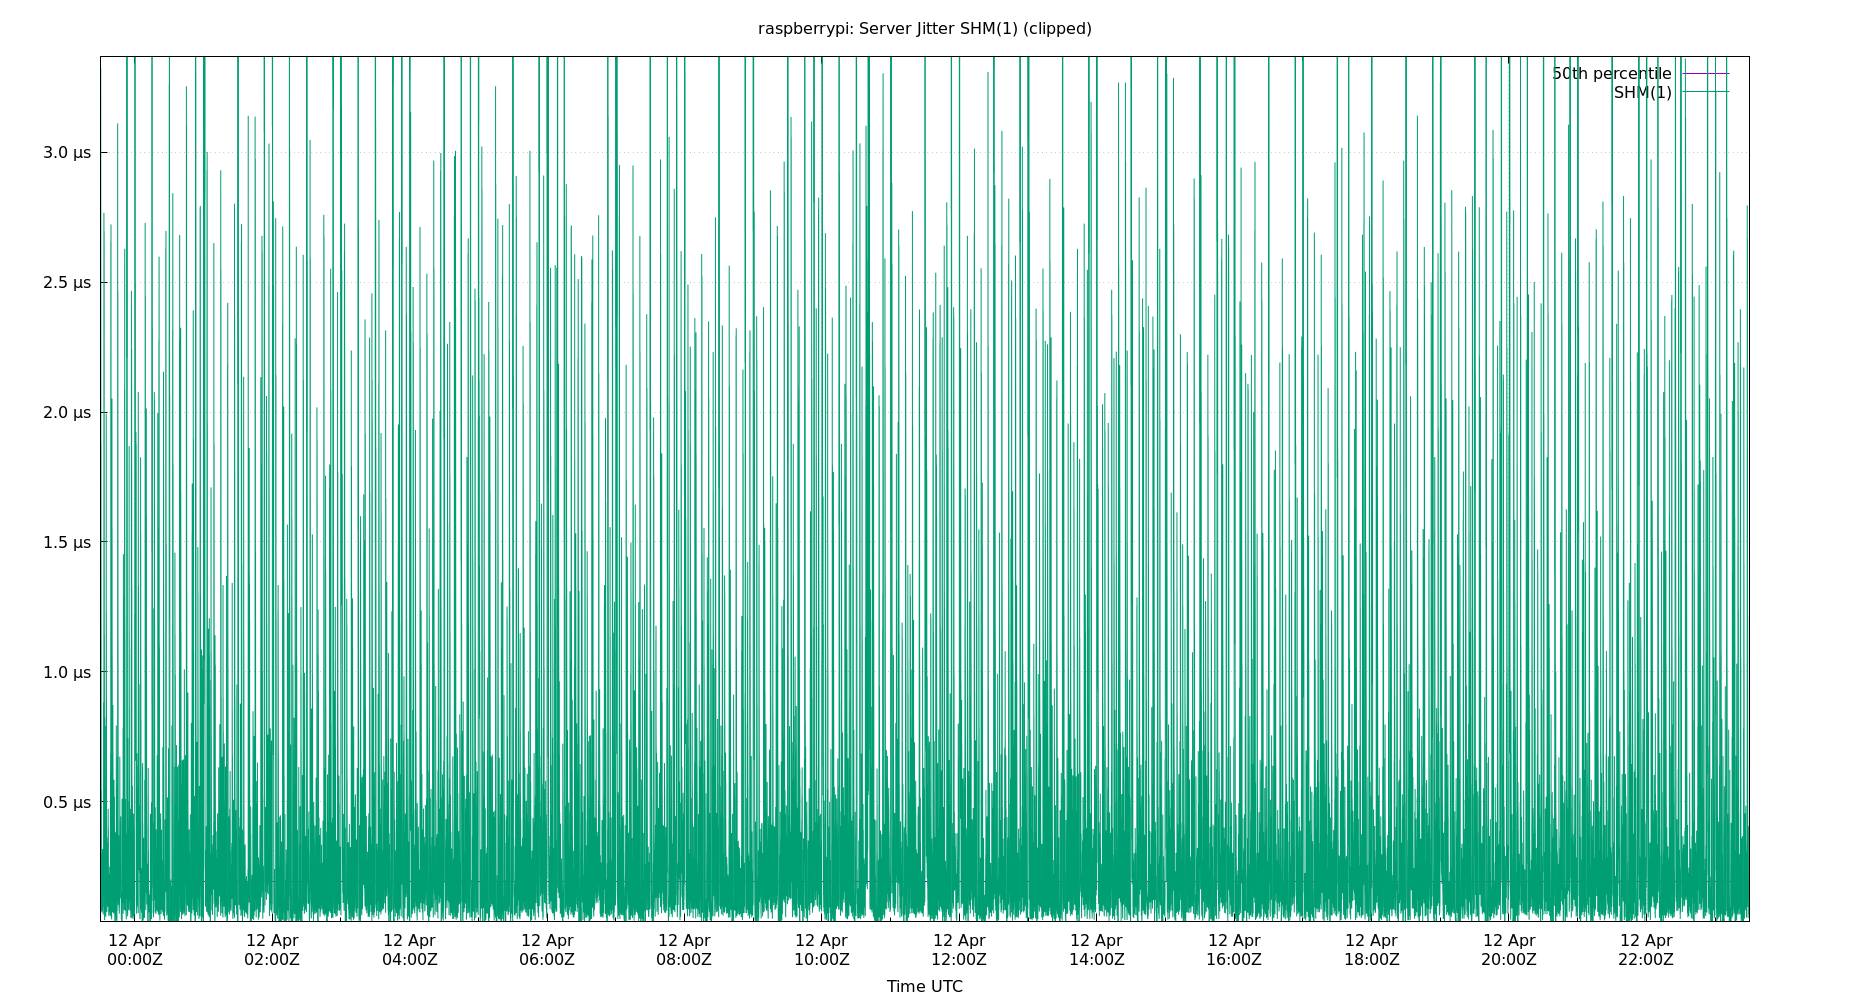 raspberrypi: Server Jitter SHM(1) (clipped)
50th percentile
SHM(1)
3.0 µs
2.5 µs
2.0 µs
1.5 µs
1.0 µs
0.5 µs
12 Apr 12 Apr 12 Apr 12 Apr 12 Apr 12 Apr 12 Apr 12 Apr 12 Apr 12 Apr 12 Apr 12 Apr
00:00Z 02:00Z 04:00Z 06:00Z 08:00Z 10:00Z 12:00Z 14:00Z 16:00Z 18:00Z 20:00Z 22:00Z
Time UTC